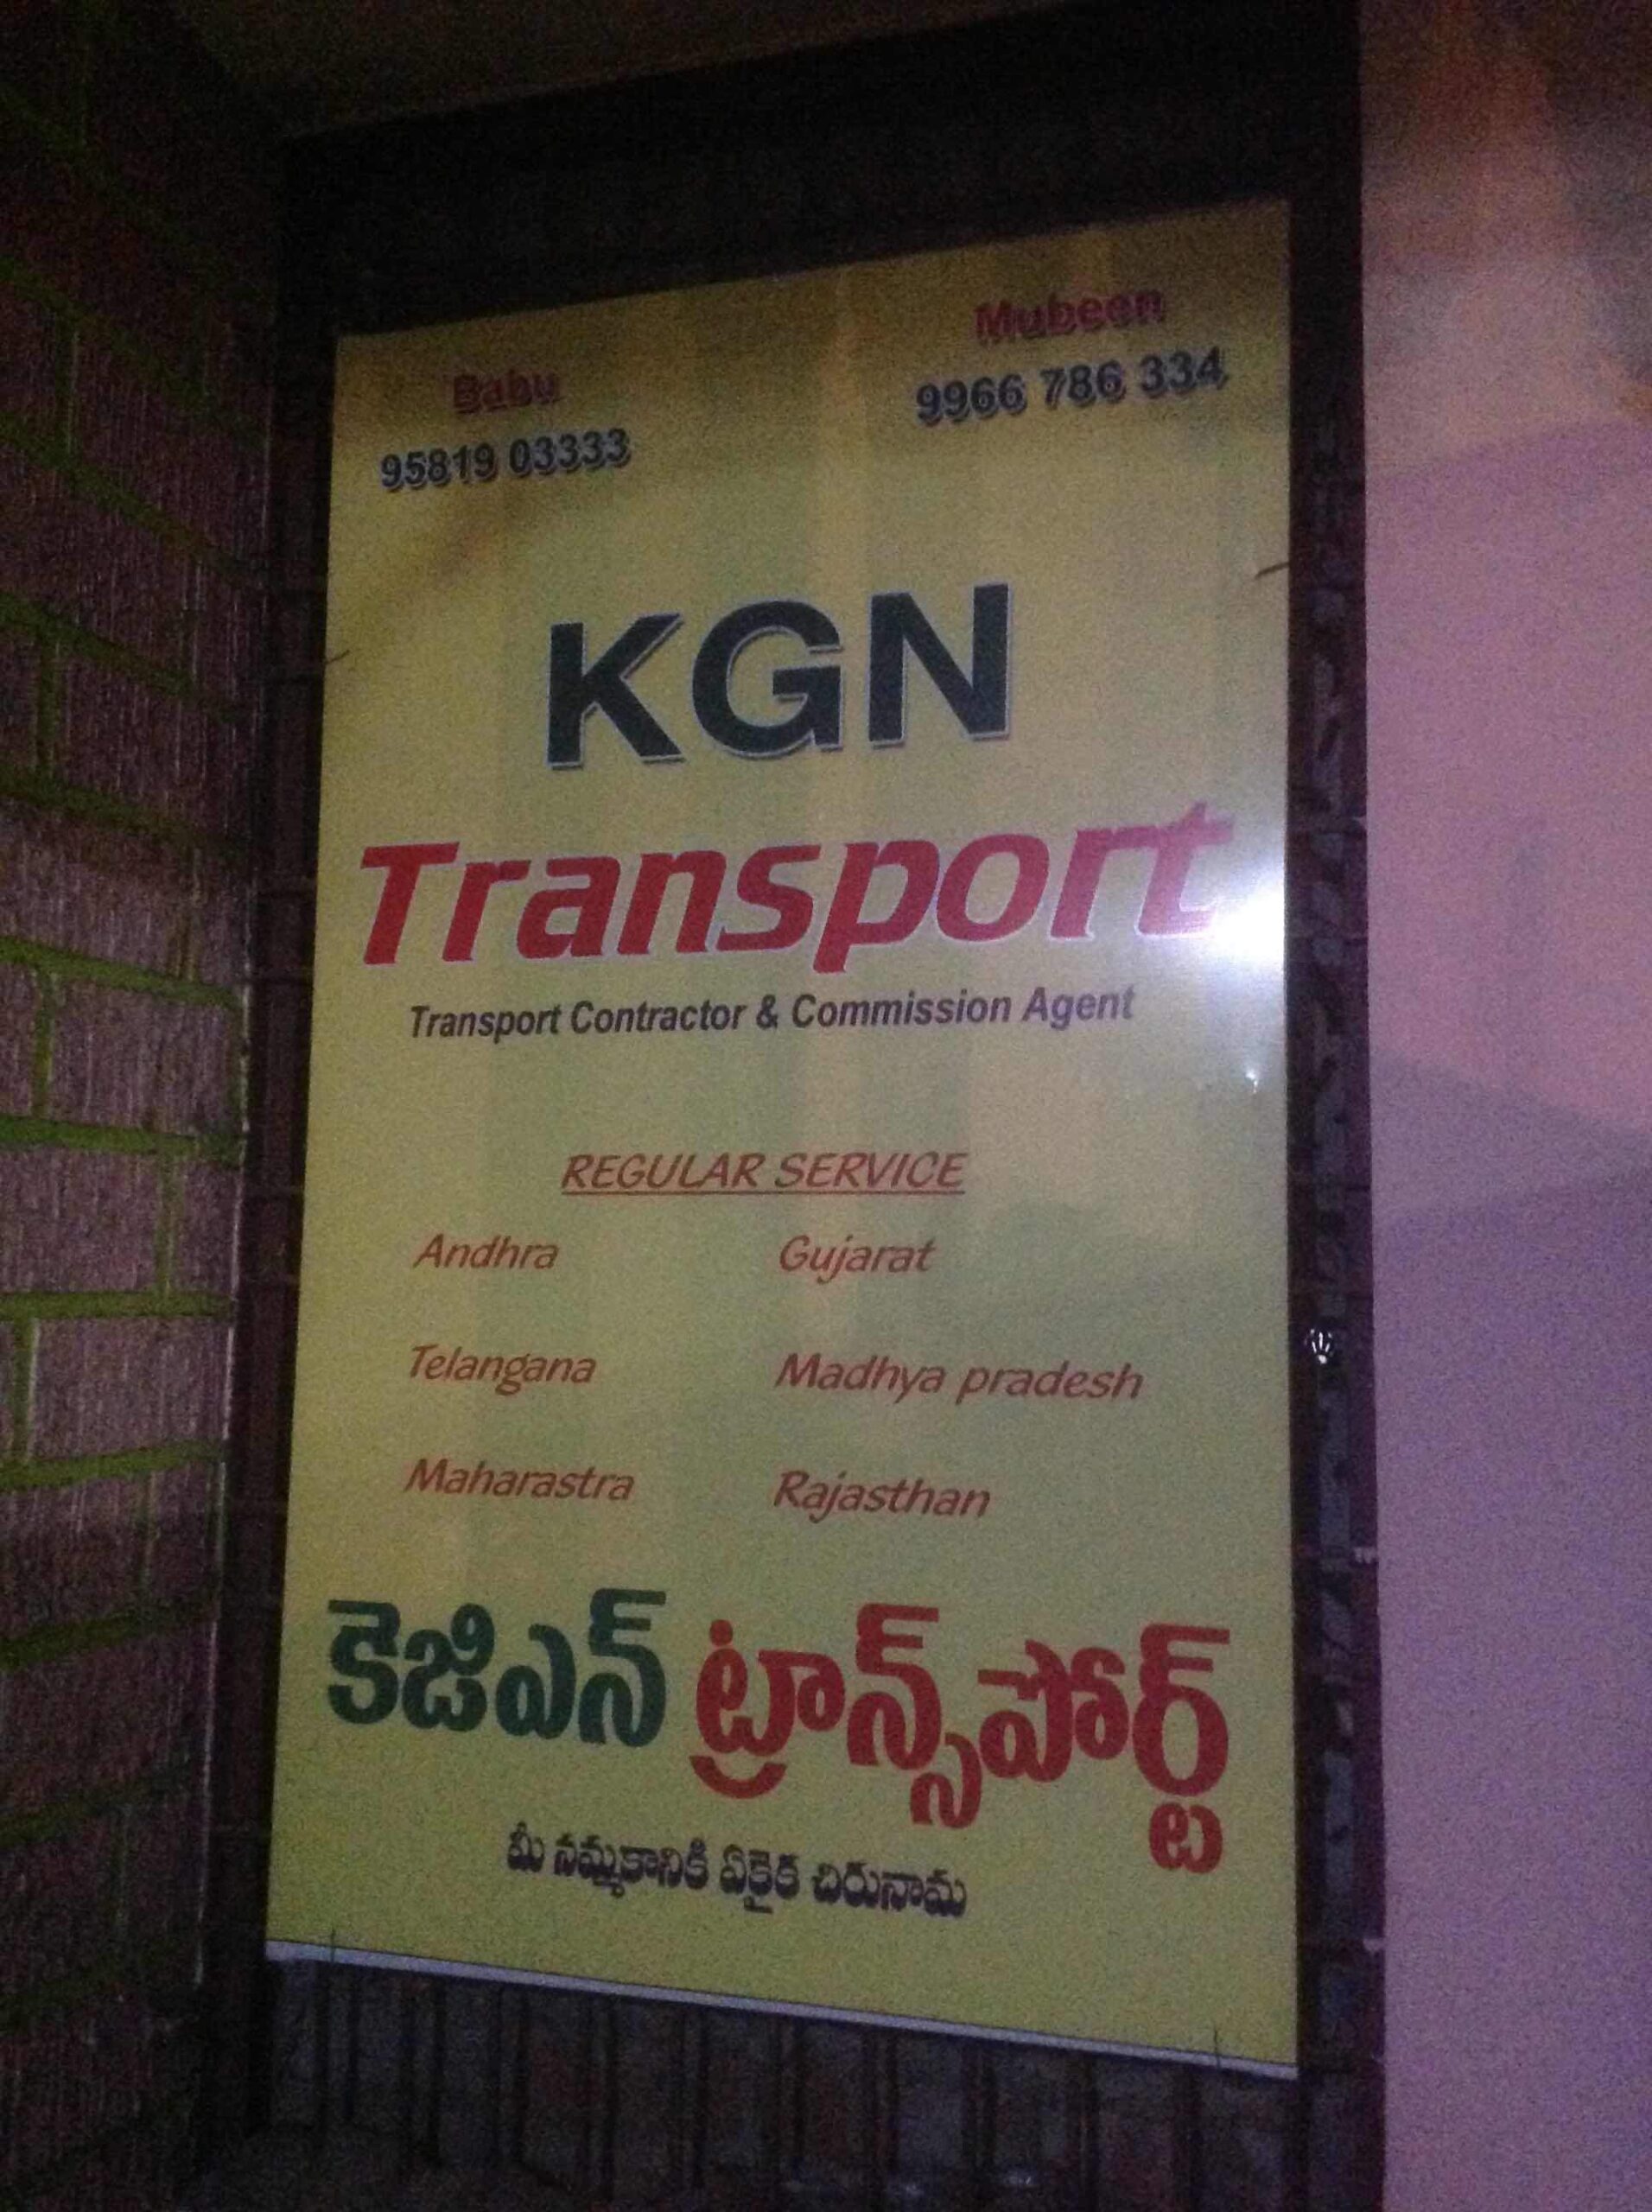 Babu
95819 03333
Mubeen
9966 786 334
KGN
Transport
Transport Contractor & Commission Agent
REGULAR SERVICE
Andhra Gujarat
Telangana Madhya pradesh
Maharastra Rajasthan
కెజిఎన్ ట్రాన్స్‌పోర్ట్
మీ నమ్మకానికి ఏకైక చిరునామ